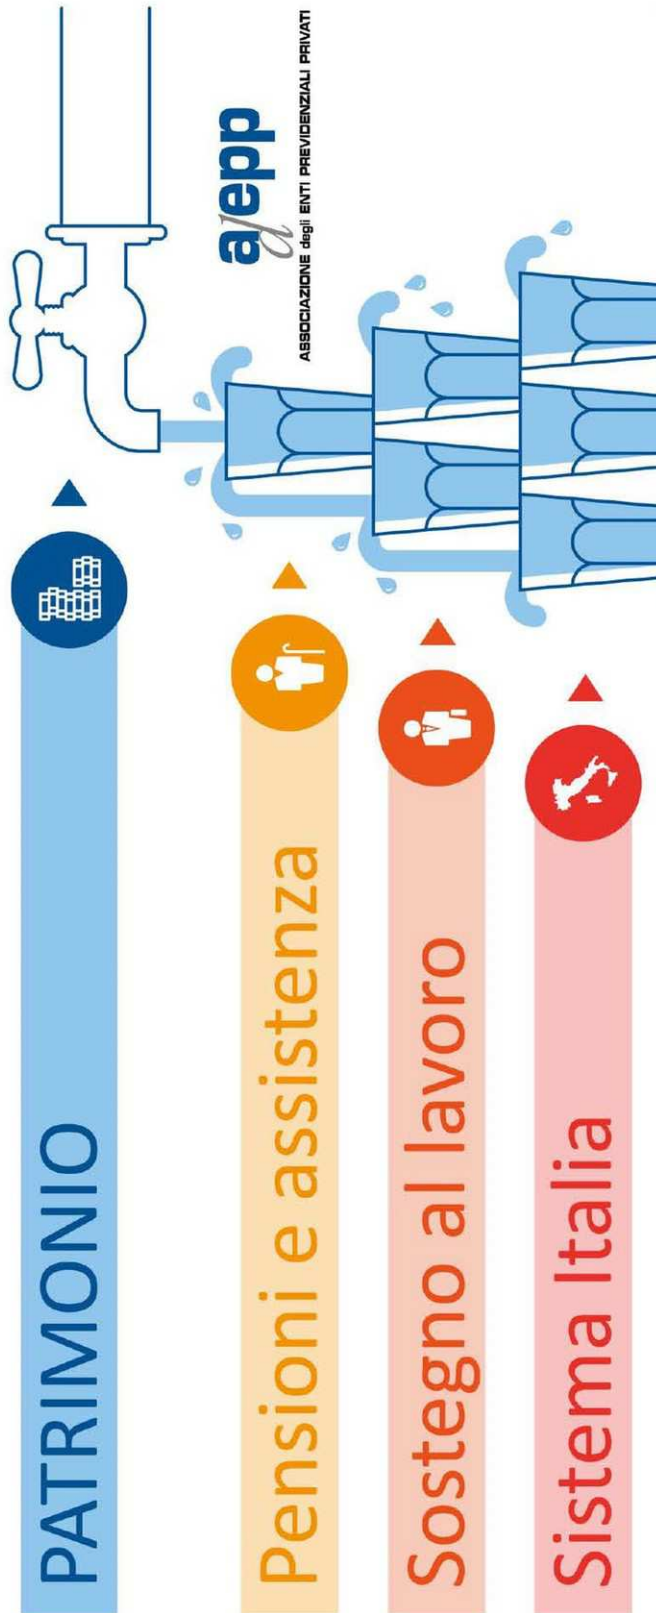 PATRIMONIO
Pensioni e assistenza
Sostegno al lavoro
Sistema Italia
adepp
ASSOCIAZIONE degli ENTI PREVIDENZIALI PRIVATI